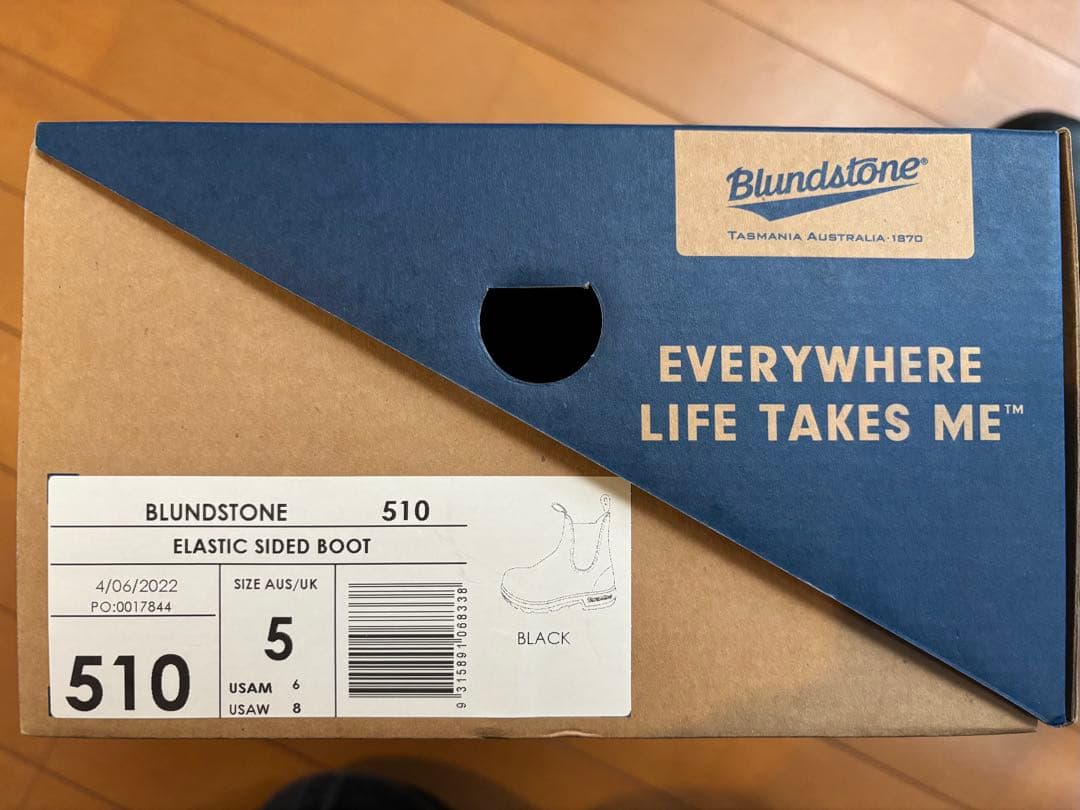 Blundstone®
TASMANIA AUSTRALIA·1870
EVERYWHERE
LIFE TAKES ME™
BLUNDSTONE 510
ELASTIC SIDED BOOT
4/06/2022
PO:0017844
510
SIZE AUS/UK
5
USAM 6
USAW 8
9 315891 068338
Blundstone
BLACK